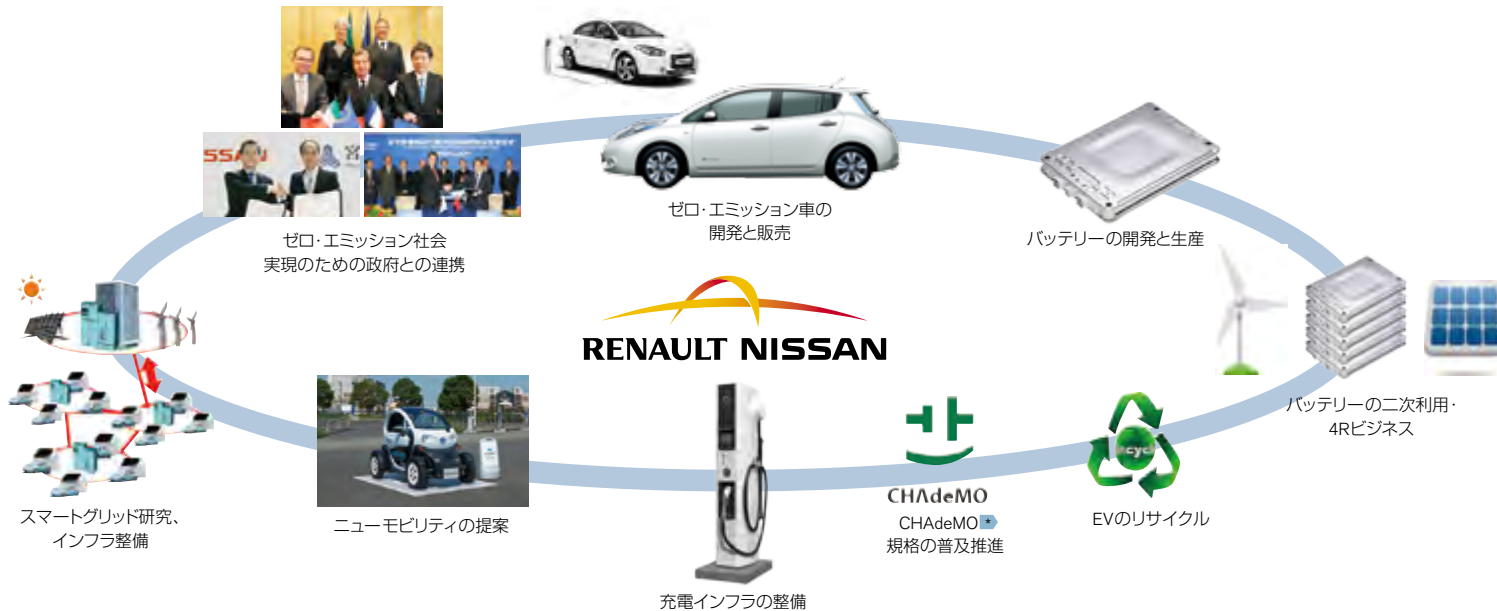 ゼロ・エミッション社会
実現のための政府との連携
ゼロ・エミッション車の
開発と販売
バッテリーの開発と生産
バッテリーの二次利用・
4Rビジネス
RENAULT NISSAN
スマートグリッド研究、
インフラ整備
ニューモビリティの提案
充電インフラの整備
CHAdeMO
CHAdeMO*
規格の普及推進
EVのリサイクル